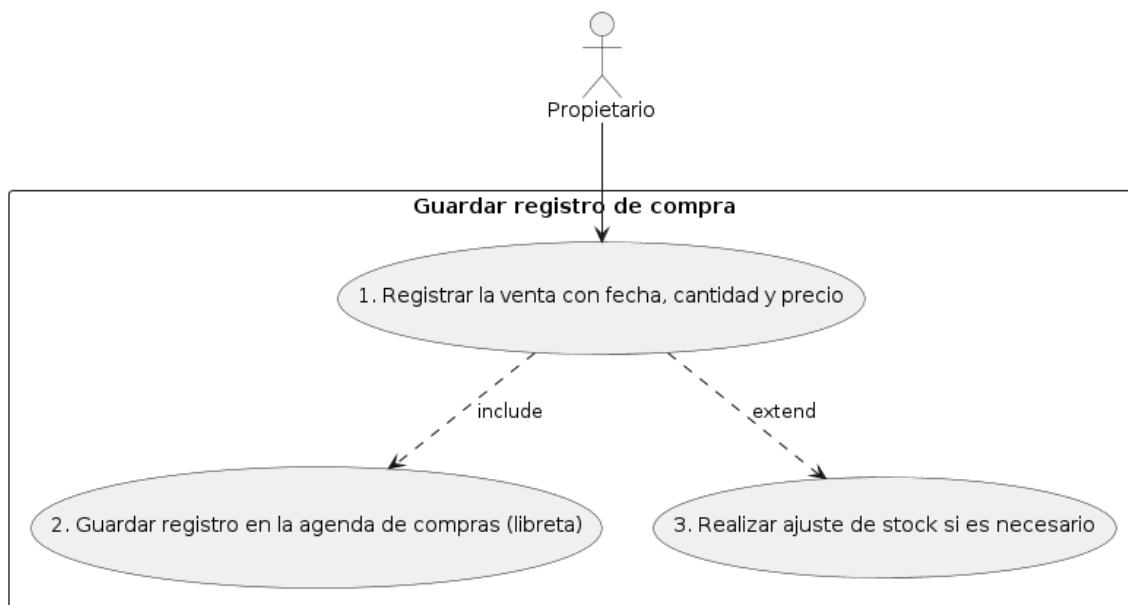 Propietario
Guardar registro de compra
1. Registrar la venta con fecha, cantidad y precio
include
extend
2. Guardar registro en la agenda de compras (libreta)
3. Realizar ajuste de stock si es necesario